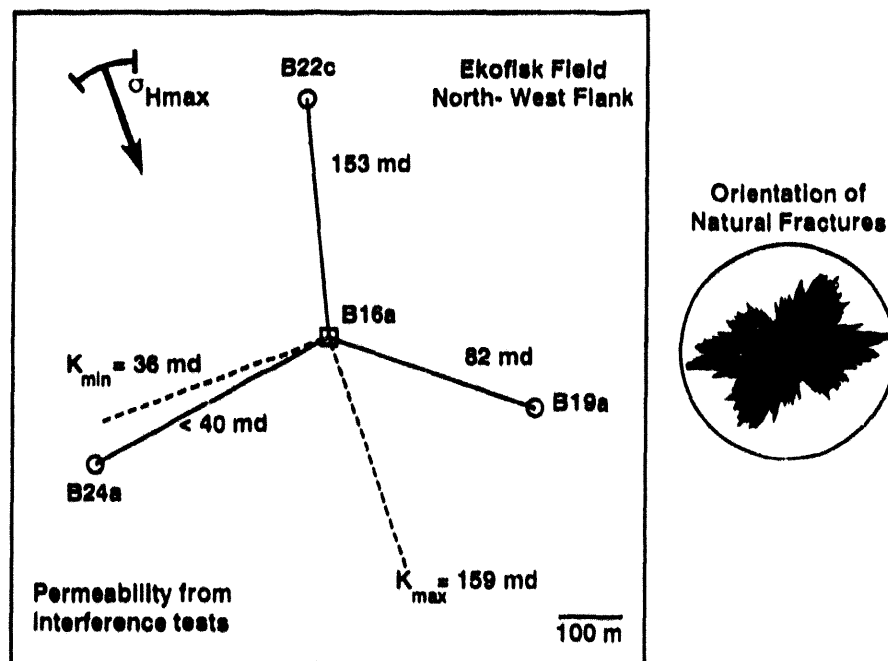 σHmax
B22c
Ekofisk Field
North- West Flank
153 md
Orientation of
Natural Fractures
B16a
Kmin = 36 md
82 md
B19a
< 40 md
B24a
Kmax = 159 md
Permeability from
Interference tests
100 m